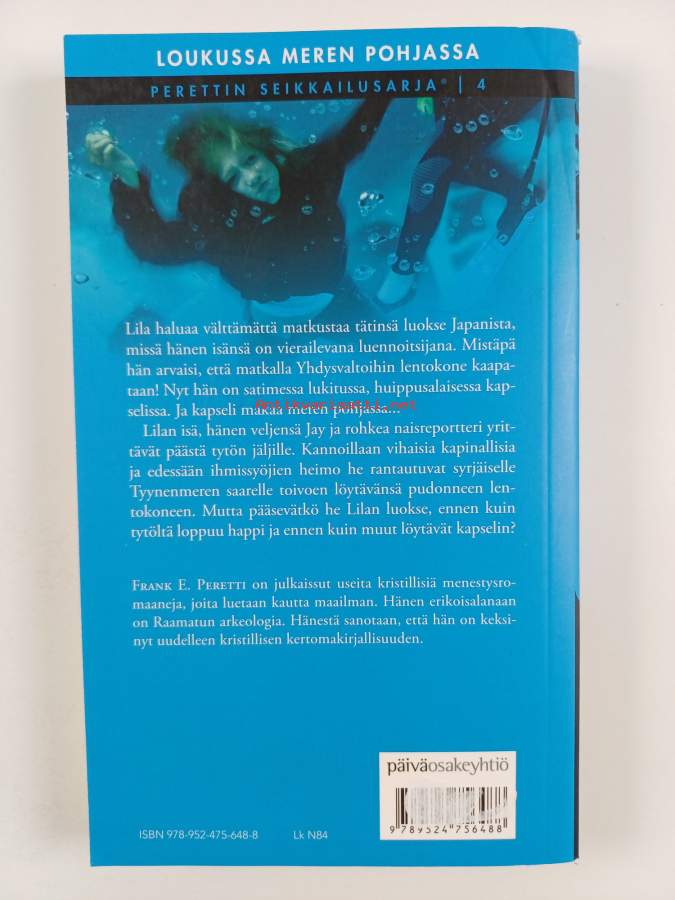 LOUKUSSA MEREN POHJASSA
PERETTIN SEIKKAILUSARJA® | 4
Lila haluaa välttämättä matkustaa tätinsä luokse Japanista,
missä hänen isänsä on vierailevana luennoitsijana. Mistäpä
hän arvaisi, että matkalla Yhdysvaltoihin lentokone kaapa-
taan! Nyt hän on satimessa lukitussa, huippusalaisessa kap-
selissa. Ja kapseli makaa meren pohjassa...
Antikvariaatti.net
Lilan isä, hänen veljensä Jay ja rohkea naisreportteri yrit-
tävät päästä tytön jäljille. Kannoillaan vihaisia kapinallisia
ja edessään ihmissyöjien heimo he rantautuvat syrjäiselle
Tyynenmeren saarelle toivoen löytävänsä pudonneen len-
tokoneen. Mutta pääsevätkö he Lilan luokse, ennen kuin
tytöltä loppuu happi ja ennen kuin muut löytävät kapselin?
FRANK E. PERETTI on julkaissut useita kristillisiä menestysro-
maaneja, joita luetaan kautta maailman. Hänen erikoisalanaan
on Raamatun arkeologia. Hänestä sanotaan, että hän on keksi-
nyt uudelleen kristillisen kertomakirjallisuuden.
päiväosakeyhtiö
9 789524 756488
ISBN 978-952-475-648-8 Lk N84